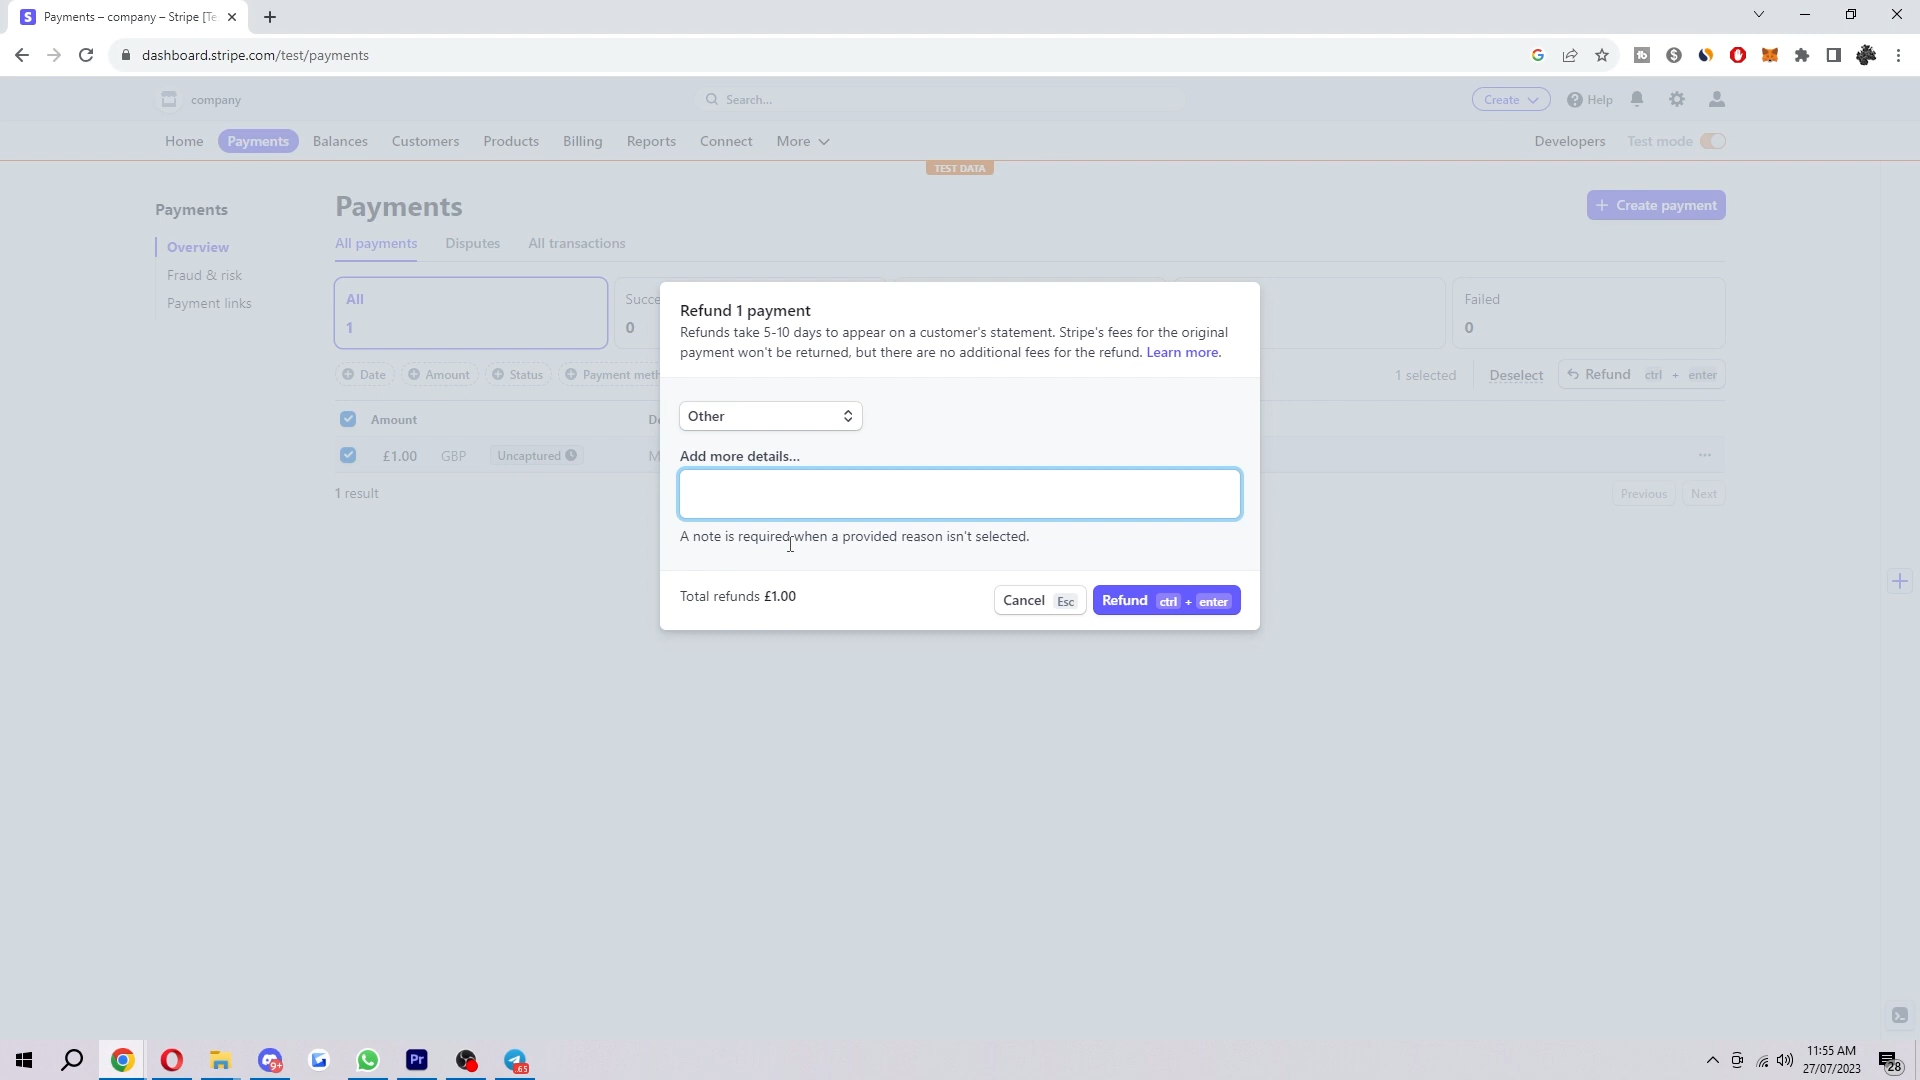 Payments – company – Stripe [Te
dashboard.stripe.com/test/payments
company
Search...
Create
Help
Home Payments Balances Customers Products Billing Reports Connect More
Developers Test mode
TEST DATA
Payments
Overview
Fraud & risk
Payment links
Payments
+ Create payment
All payments Disputes All transactions
All
1
Succe
0
Failed
0
Date Amount Status Payment meth
1 selected Deselect Refund ctrl + enter
Amount De
£1.00 GBP Uncaptured M
1 result
Previous Next
Refund 1 payment
Refunds take 5-10 days to appear on a customer's statement. Stripe's fees for the original
payment won't be returned, but there are no additional fees for the refund. Learn more.
Other
Add more details...
A note is required when a provided reason isn't selected.
Total refunds £1.00
Cancel Esc Refund ctrl + enter
9+
Pr
65
11:55 AM
27/07/2023
28